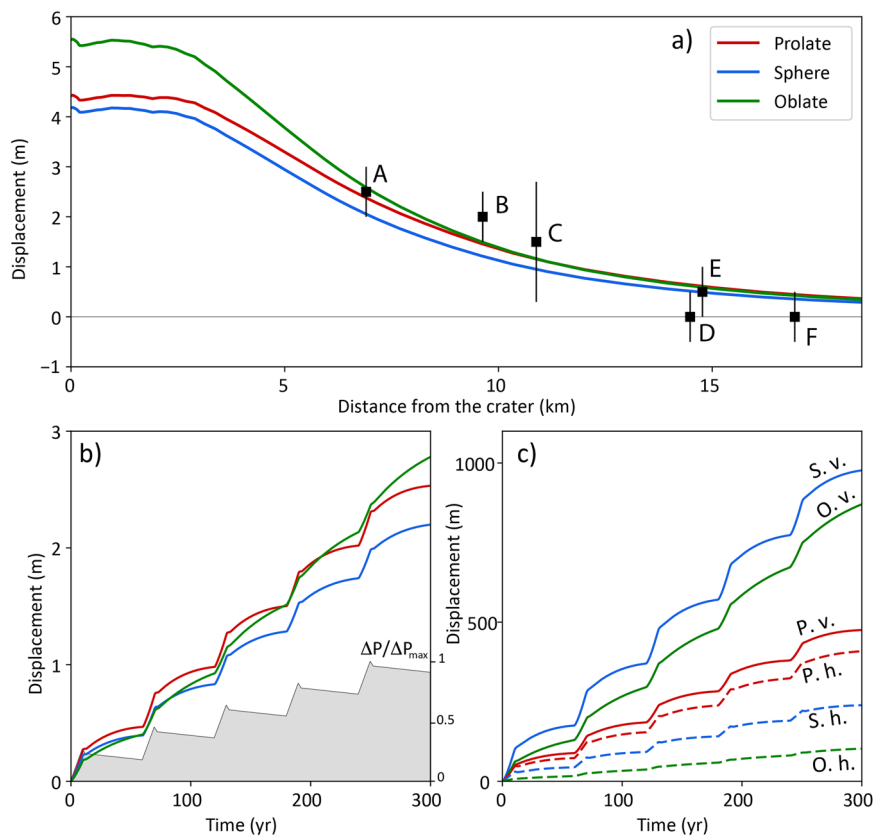 6
5
4
3
2
1
0
−1
Displacement (m)
a)
Prolate
Sphere
Oblate
A
B
C
D
E
F
0
5
10
15
Distance from the crater (km)
3
2
1
0
Displacement (m)
b)
ΔP/ΔPmax
1
0.5
0
0
100
200
300
Time (yr)
1000
500
0
Displacement (m)
c)
S. v.
O. v.
P. v.
P. h.
S. h.
O. h.
0
100
200
300
Time (yr)